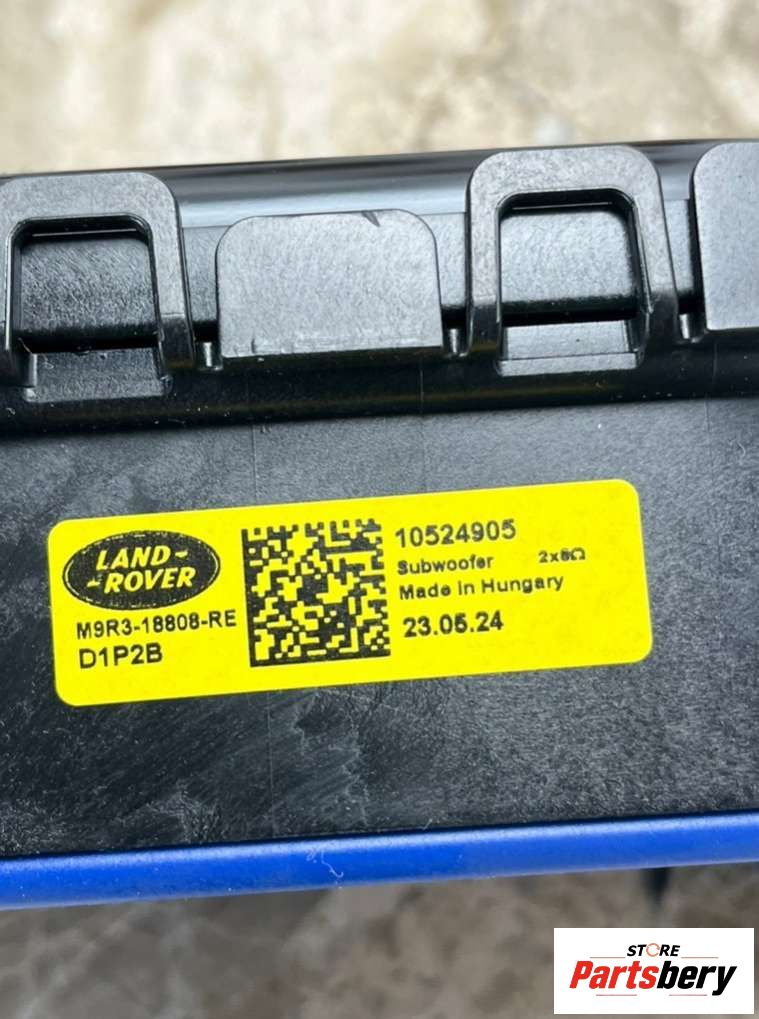 LAND-
-ROVER
M9R3-18808-RE
D1P2B
10524905
Subwoofer 2x8Ω
Made in Hungary
23.05.24
STORE
Partsbery